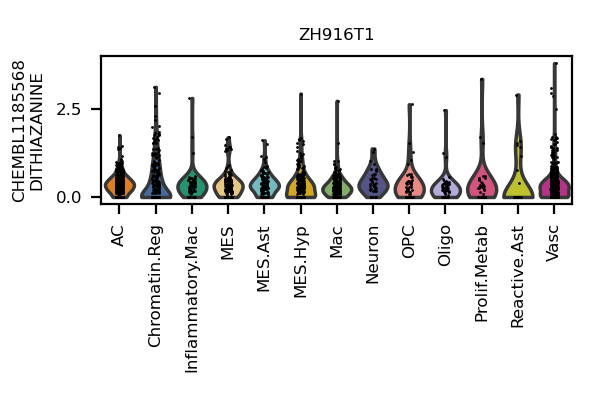 ZH916T1
CHEMBL1185568
DITHIAZANINE
2.5
0.0
AC
Chromatin.Reg
Inflammatory.Mac
MES
MES.Ast
MES.Hyp
Mac
Neuron
OPC
Oligo
Prolif.Metab
Reactive.Ast
Vasc